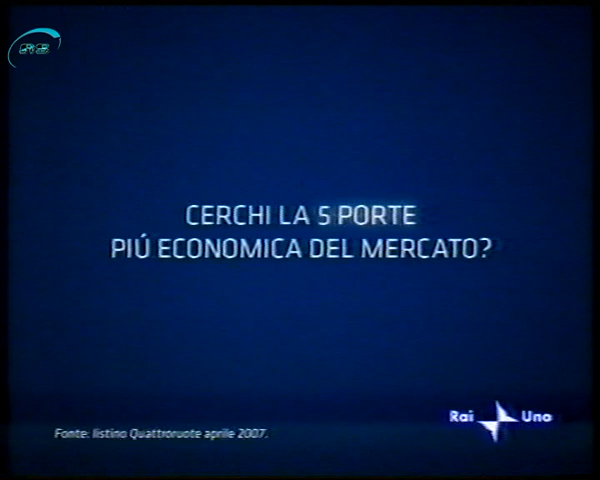 CERCHI LA 5 PORTE
PIÚ ECONOMICA DEL MERCATO?
Rai Uno
Fonte: listino Quattroruote aprile 2007.